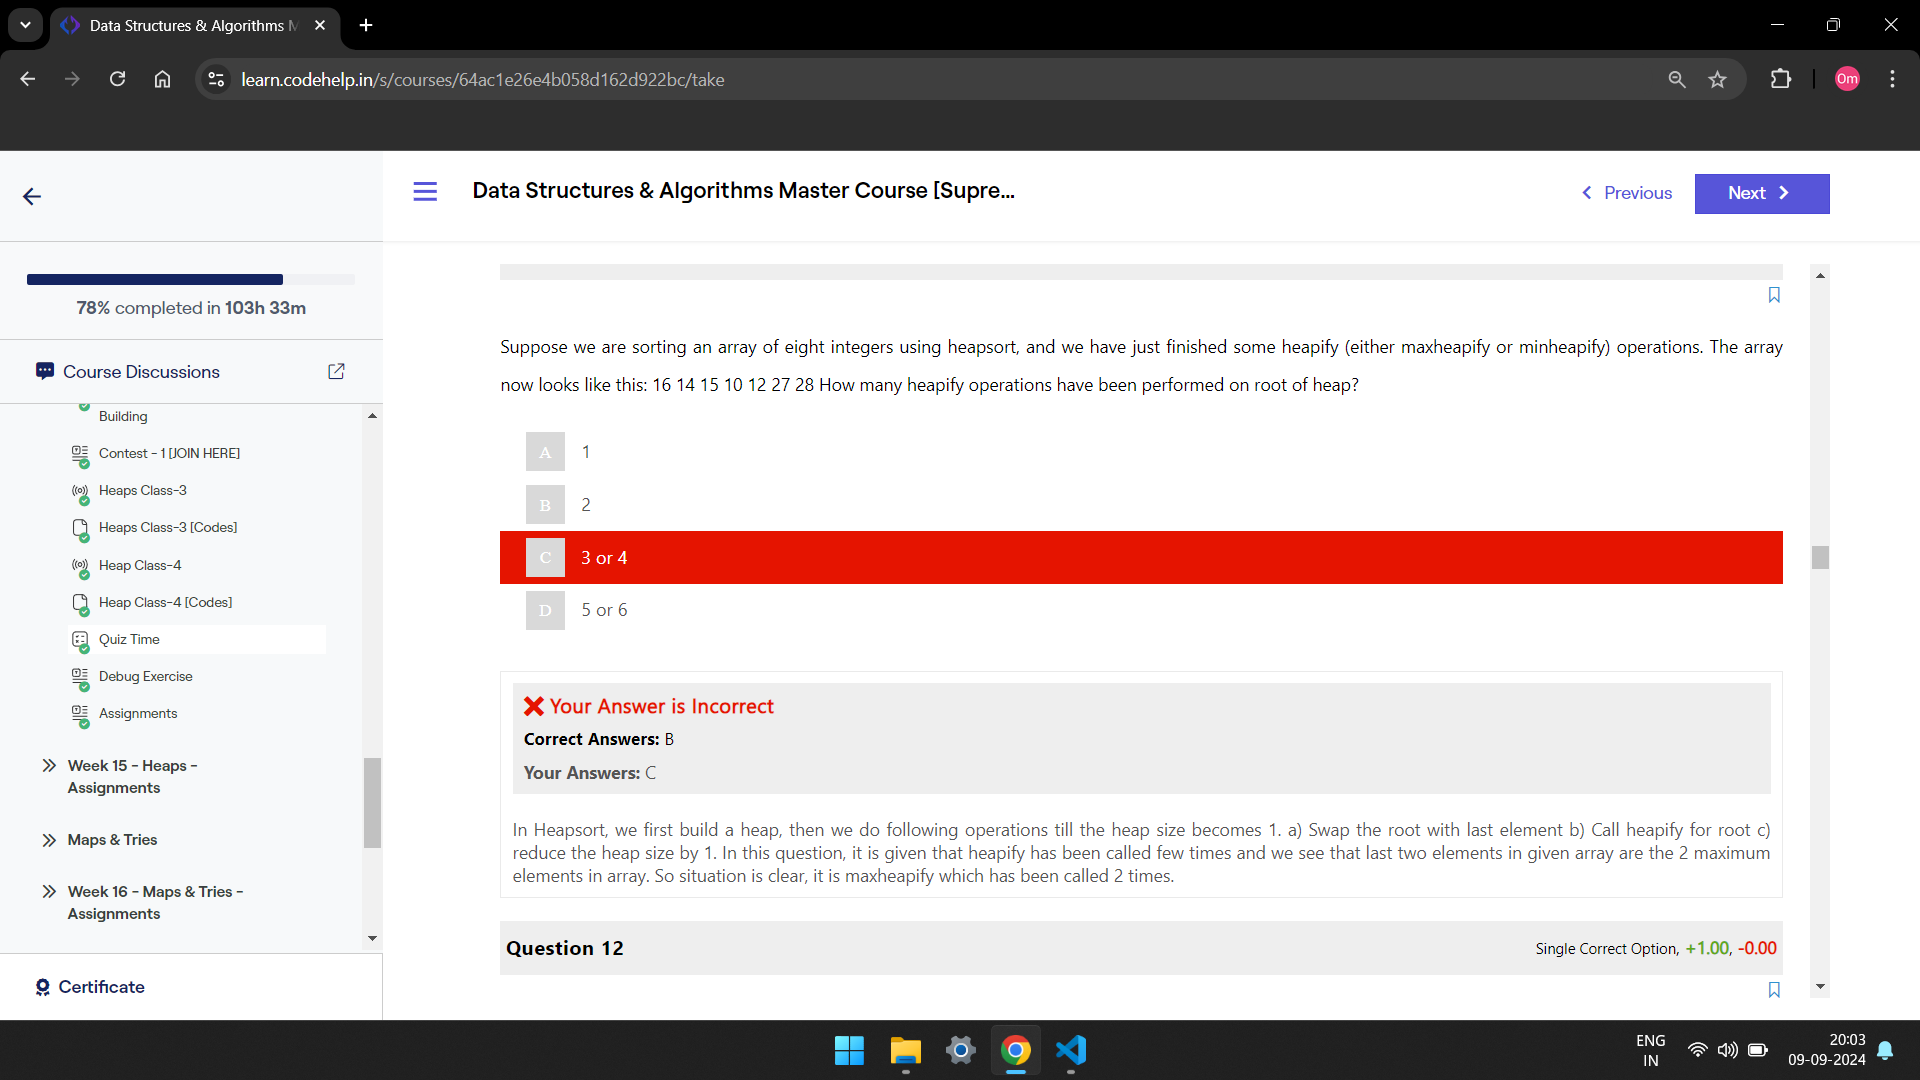 Data Structures & Algorithms M
learn.codehelp.in/s/courses/64ac1e26e4b058d162d922bc/take
Om
Data Structures & Algorithms Master Course [Supre...
Previous
Next
78% completed in 103h 33m
Course Discussions
Building
Contest - 1 [JOIN HERE]
Heaps Class-3
Heaps Class-3 [Codes]
Heap Class-4
Heap Class-4 [Codes]
Quiz Time
Debug Exercise
Assignments
Week 15 - Heaps -
Assignments
Maps & Tries
Week 16 - Maps & Tries -
Assignments
Certificate
Suppose we are sorting an array of eight integers using heapsort, and we have just finished some heapify (either maxheapify or minheapify) operations. The array
now looks like this: 16 14 15 10 12 27 28 How many heapify operations have been performed on root of heap?
A 1
B 2
C 3 or 4
D 5 or 6
Your Answer is Incorrect
Correct Answers: B
Your Answers: C
In Heapsort, we first build a heap, then we do following operations till the heap size becomes 1. a) Swap the root with last element b) Call heapify for root c)
reduce the heap size by 1. In this question, it is given that heapify has been called few times and we see that last two elements in given array are the 2 maximum
elements in array. So situation is clear, it is maxheapify which has been called 2 times.
Question 12
Single Correct Option, +1.00, -0.00
ENG
IN
20:03
09-09-2024